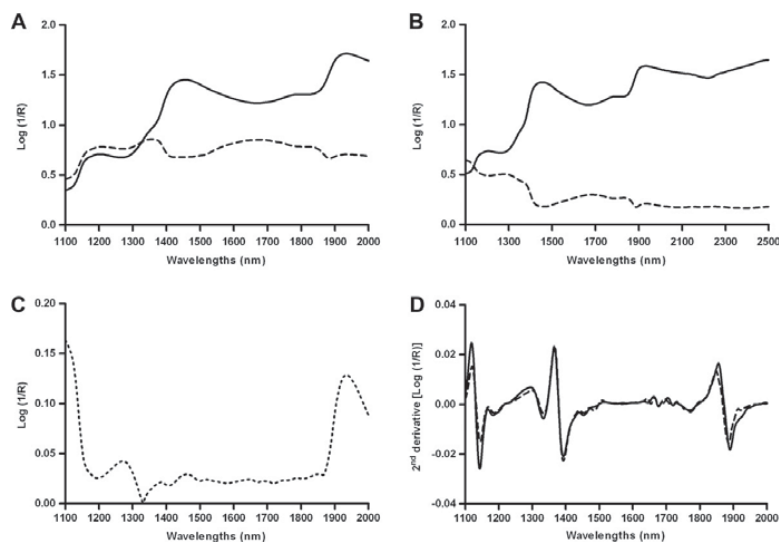 A
B
Log (1/R)
2.0
1.5
1.0
0.5
0.0
1100 1200 1300 1400 1500 1600 1700 1800 1900 2000
Wavelengths (nm)
Log (1/R)
2.0
1.5
1.0
0.5
0.0
1100 1300 1500 1700 1900 2100 2300 2500
Wavelengths (nm)
C
D
Log (1/R)
0.20
0.15
0.10
0.05
0.00
1100 1200 1300 1400 1500 1600 1700 1800 1900 2000
Wavelengths (nm)
2nd derivative [Log (1/R)]
0.04
0.02
0.00
-0.02
-0.04
1100 1200 1300 1400 1500 1600 1700 1800 1900 2000
Wavelengths (nm)